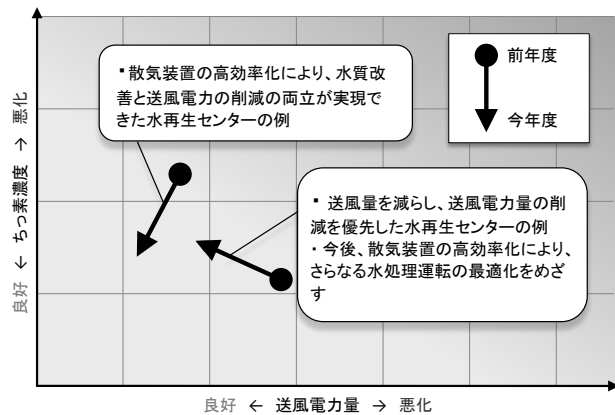 前年度
今年度
▪散気装置の高効率化により、水質改
善と送風電力の削減の両立が実現で
きた水再生センターの例
▪ 送風量を減らし、送風電力量の削
減を優先した水再生センターの例
・今後、散気装置の高効率化により、
さらなる水処理運転の最適化をめざ
す
良好 ← ちっ素濃度 → 悪化
良好 ← 送風電力量 → 悪化